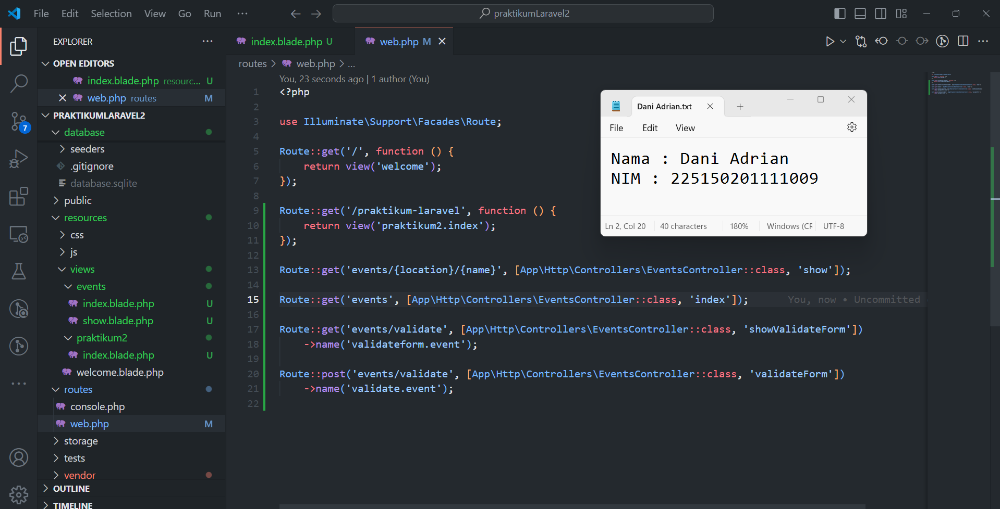 File Edit Selection View Go Run ...
praktikumLaravel2
EXPLORER
OPEN EDITORS
index.blade.php resourc... U
web.php routes M
PRAKTIKUMLARAVEL2
database
seeders
.gitignore
database.sqlite
public
resources
css
js
views
events
index.blade.php U
show.blade.php U
praktikum2
index.blade.php U
welcome.blade.php
routes
console.php
web.php M
storage
tests
vendor
OUTLINE
TIMELINE
7
index.blade.php U
web.php M
routes > web.php > ...
You, 23 seconds ago | 1 author (You)
1 <?php
2
3 use Illuminate\Support\Facades\Route;
4
5 Route::get('/', function () {
6     return view('welcome');
7 });
8
9 Route::get('/praktikum-laravel', function () {
10     return view('praktikum2.index');
11 });
12
13 Route::get('events/{location}/{name}', [App\Http\Controllers\EventsController::class, 'show']);
14
15 Route::get('events', [App\Http\Controllers\EventsController::class, 'index']); You, now • Uncommitted
16
17 Route::get('events/validate', [App\Http\Controllers\EventsController::class, 'showValidateForm'])
18     ->name('validateform.event');
19
20 Route::post('events/validate', [App\Http\Controllers\EventsController::class, 'validateForm'])
21     ->name('validate.event');
22
Dani Adrian.txt
File Edit View
Nama : Dani Adrian
NIM : 225150201111009
Ln 2, Col 20 40 characters 180% Windows (CR UTF-8